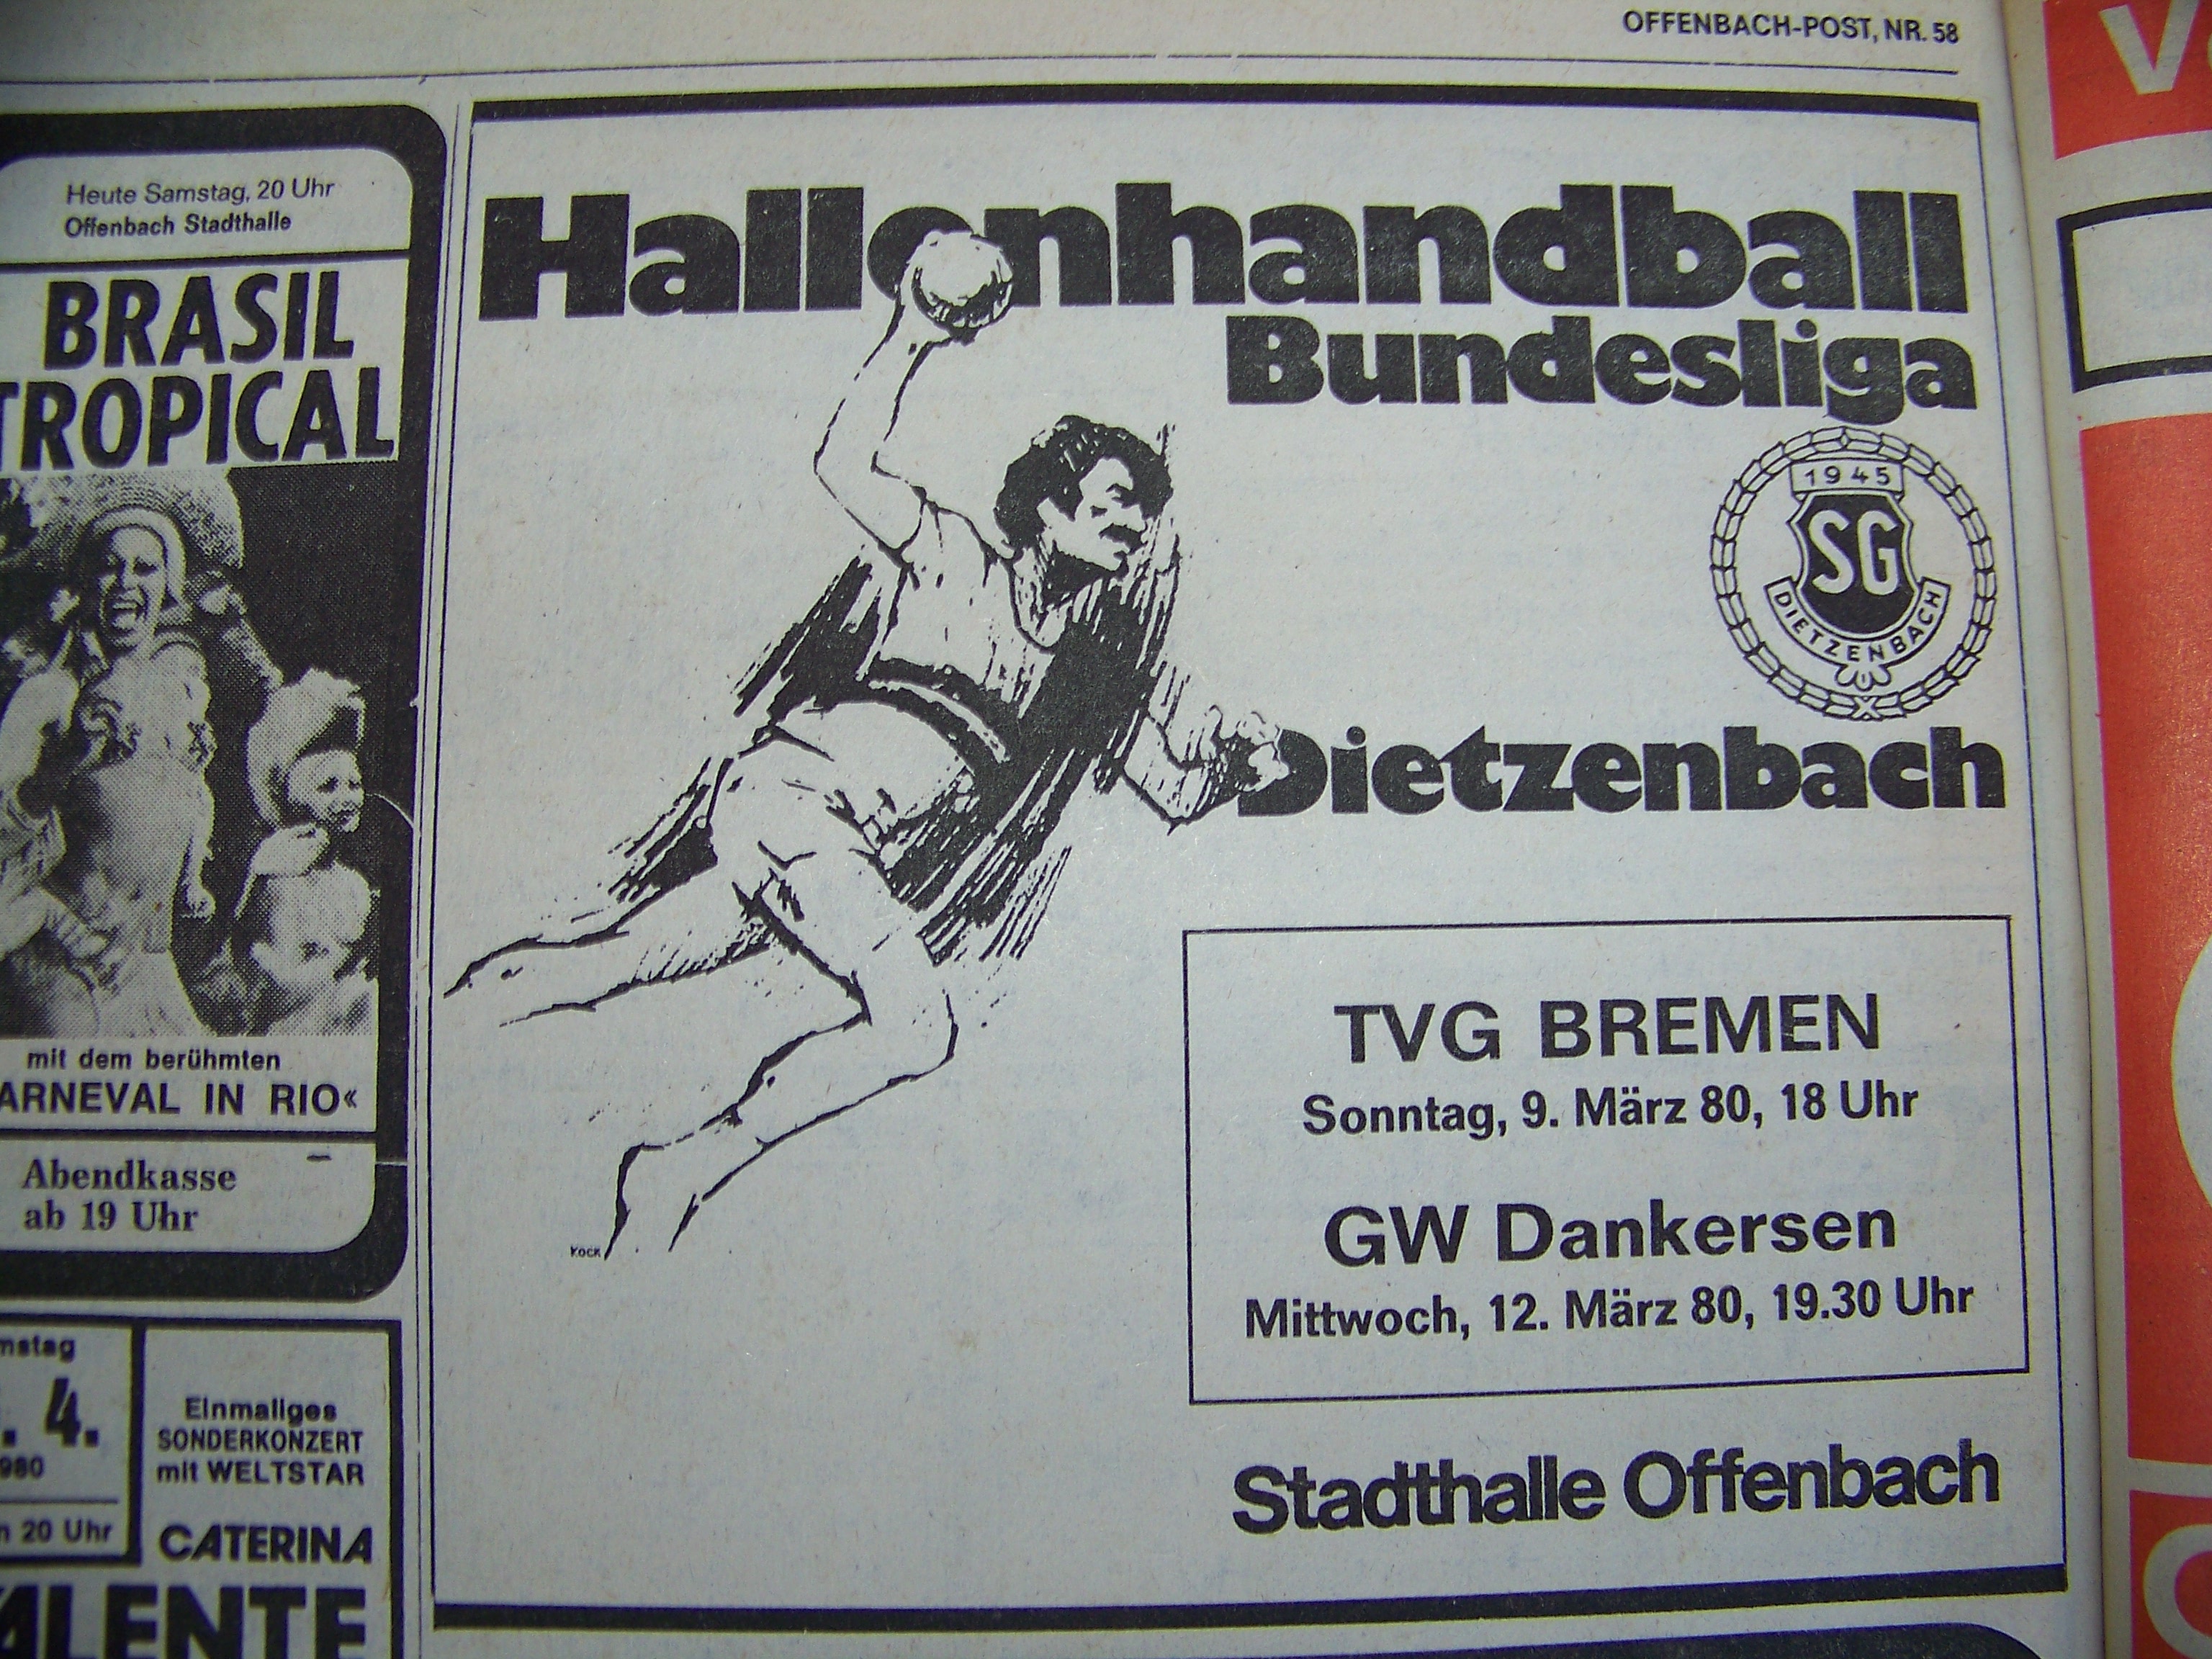 OFFENBACH-POST, NR. 58
Heute Samstag, 20 Uhr
Offenbach Stadthalle
BRASIL
TROPICAL
mit dem berühmten
ARNEVAL IN RIO«
Abendkasse
ab 19 Uhr
mstag
. 4.
980
n 20 Uhr
Einmaliges
SONDERKONZERT
mit WELTSTAR
CATERINA
ALENTE
Hallenhandball
Bundesliga
1945
SG
DIETZENBACH
Dietzenbach
TVG BREMEN
Sonntag, 9. März 80, 18 Uhr
GW Dankersen
Mittwoch, 12. März 80, 19.30 Uhr
Stadthalle Offenbach
KOCK